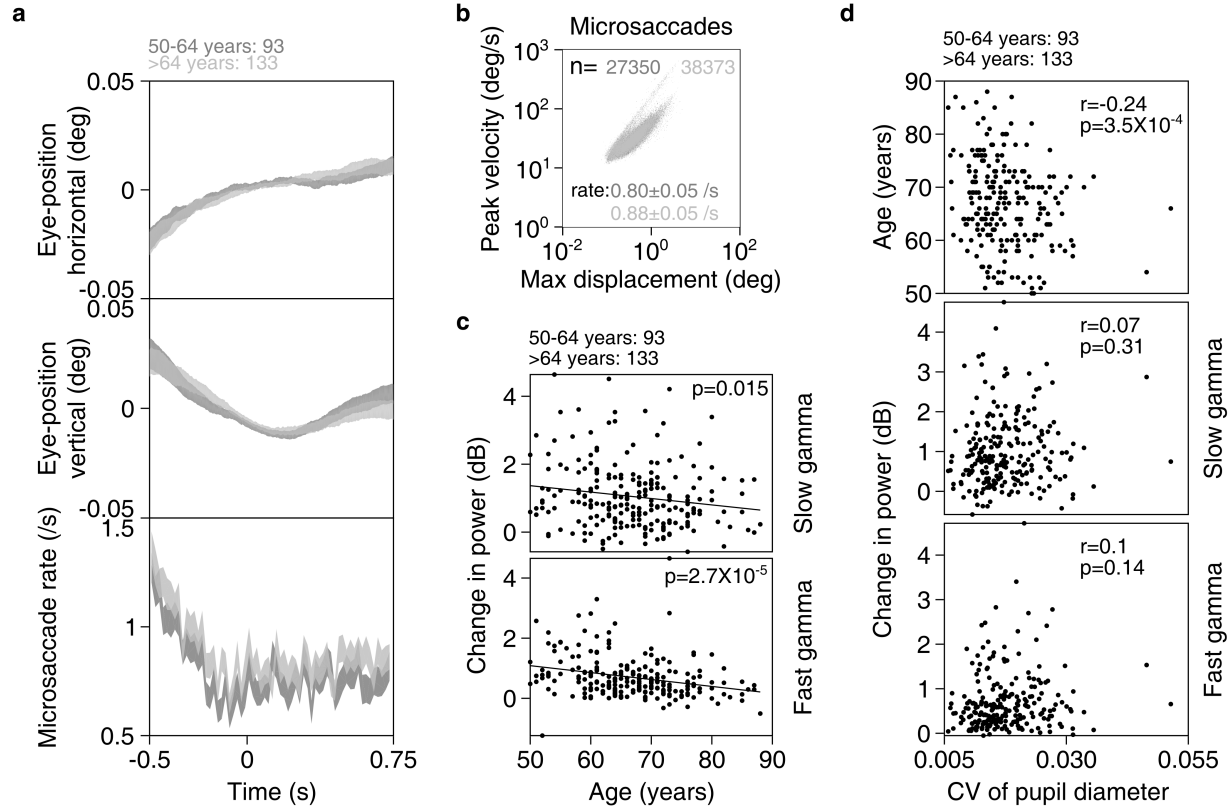 a
50-64 years: 93
>64 years: 133
0.05
0
-0.05
Eye-position
horizontal (deg)
0.05
0
-0.05
Eye-position
vertical (deg)
1.5
1
0.5
Microsaccade rate (/s)
-0.5
0
0.75
Time (s)
b
Microsaccades
n= 27350 38373
rate:0.80±0.05 /s
0.88±0.05 /s
10³
10²
10¹
10⁰
Peak velocity (deg/s)
10⁻²
10⁰
10²
Max displacement (deg)
c
50-64 years: 93
>64 years: 133
p=0.015
4
2
0
Slow gamma
p=2.7X10⁻⁵
4
2
0
Fast gamma
Change in power (dB)
50
60
70
80
90
Age (years)
d
50-64 years: 93
>64 years: 133
r=-0.24
p=3.5X10⁻⁴
90
80
70
60
50
Age (years)
r=0.07
p=0.31
4
3
2
1
0
Slow gamma
r=0.1
p=0.14
4
3
2
1
0
Fast gamma
Change in power (dB)
0.005
0.030
0.055
CV of pupil diameter